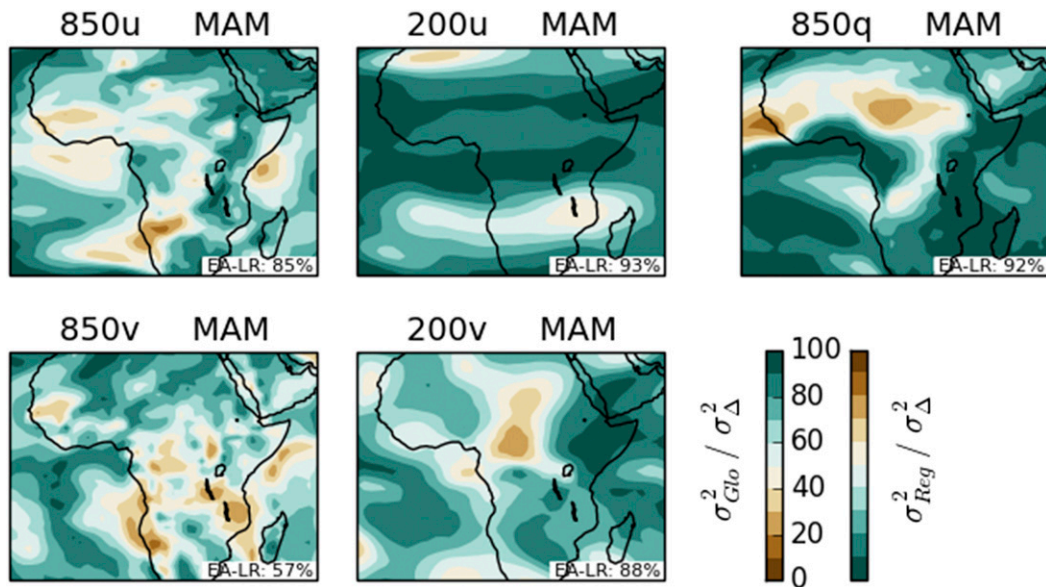 850u MAM
200u MAM
850q MAM
EA-LR: 85%
EA-LR: 93%
EA-LR: 92%
850v MAM
200v MAM
EA-LR: 57%
EA-LR: 88%
σ²Glo / σ²Δ
100
80
60
40
20
0
σ²Reg / σ²Δ